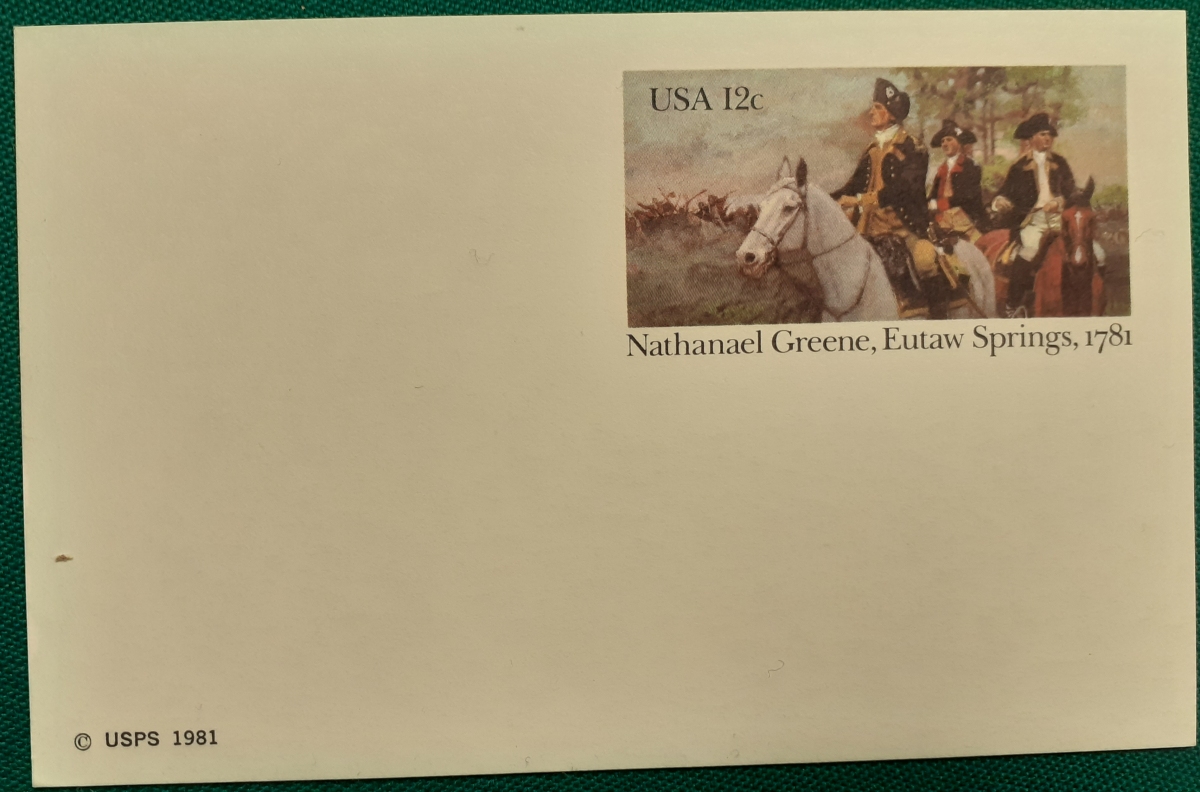 USA 12c
Nathanael Greene, Eutaw Springs, 1781
© USPS 1981